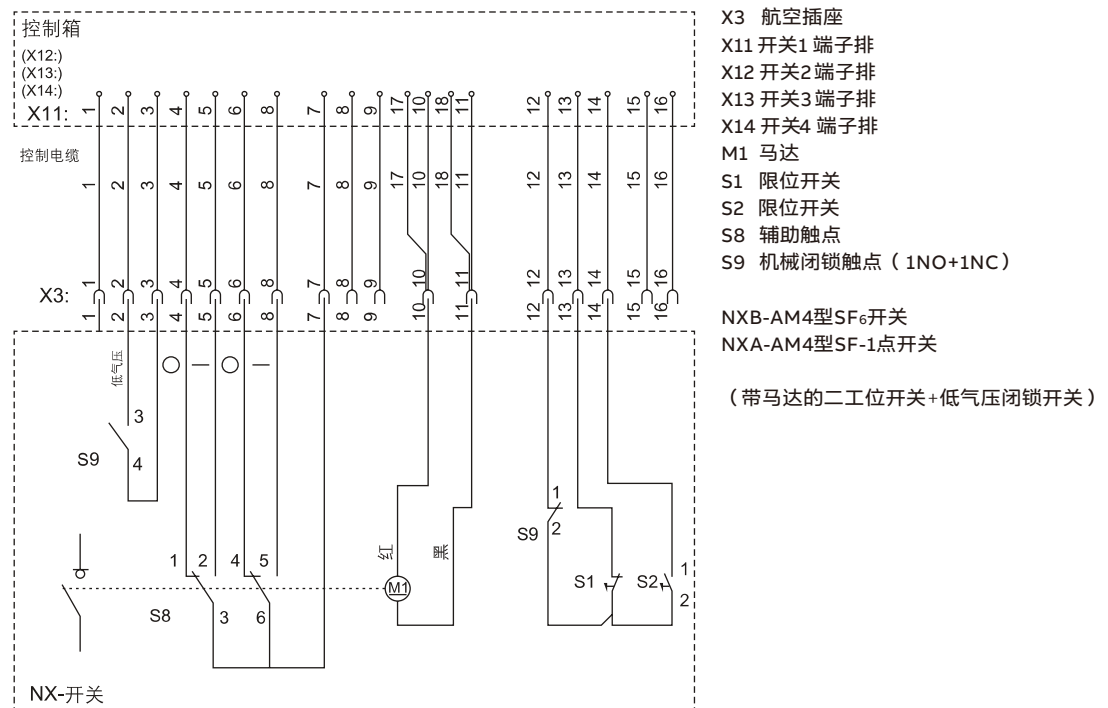 控制箱
(X12:)
(X13:)
(X14:)
X11: 1 2 3 4 5 6 8 7 8 9 17 10 18 11 12 13 14 15 16
控制电缆
1 2 3 4 5 6 8 7 8 9 17 10 18 11 12 13 14 15 16
10 11 12 13 14 15 16
X3:
1 2 3 4 5 6 8 7 8 9 10 11 12 13 14 15 16
低气压
3
S9 4
1
S9 2
红 黑
1 2 4 5
S8 3 6
M1
S1 S2 1
2
NX-开关
X3 航空插座
X11 开关1 端子排
X12 开关2 端子排
X13 开关3 端子排
X14 开关4 端子排
M1 马达
S1 限位开关
S2 限位开关
S8 辅助触点
S9 机械闭锁触点（1NO+1NC）
NXB-AM4型SF₆开关
NXA-AM4型SF-1点开关
（带马达的二工位开关+低气压闭锁开关）